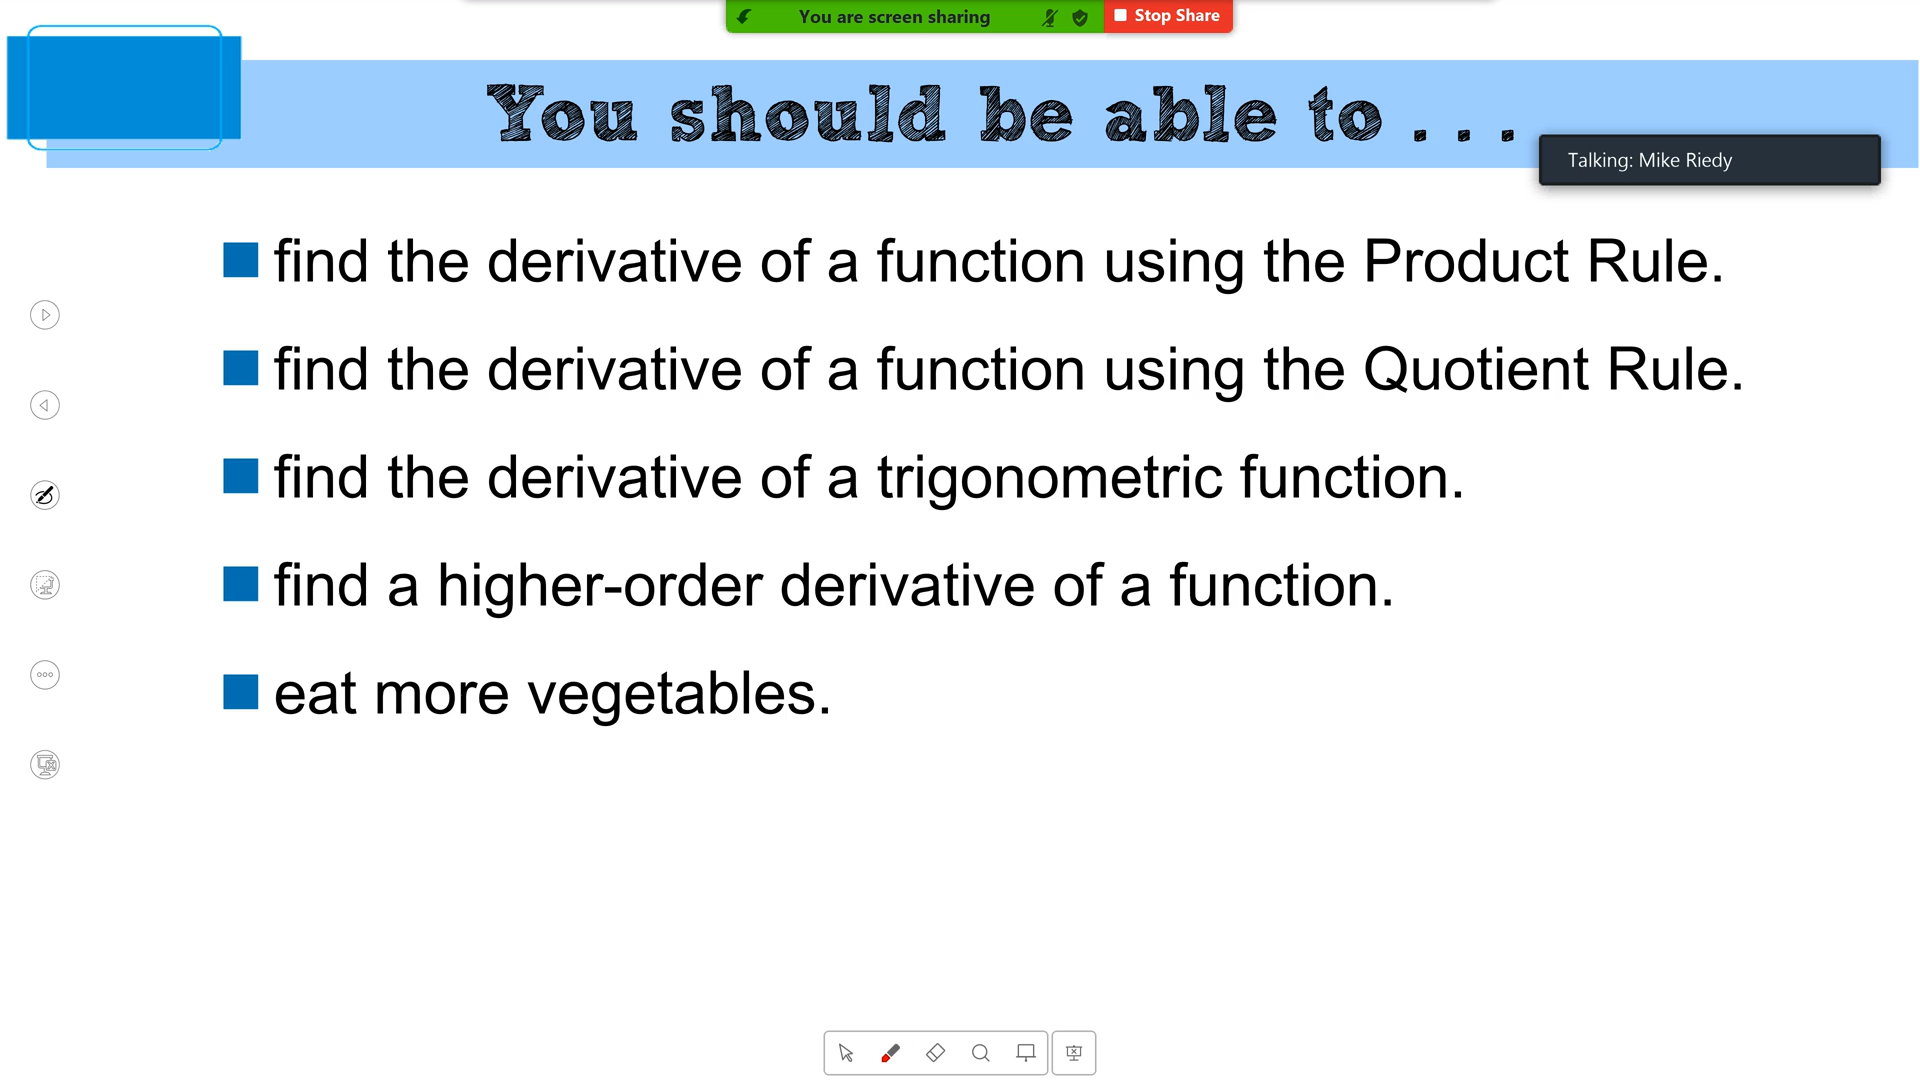 You are screen sharing
Stop Share
You should be able to . . .
Talking: Mike Riedy
find the derivative of a function using the Product Rule.
find the derivative of a function using the Quotient Rule.
find the derivative of a trigonometric function.
find a higher-order derivative of a function.
eat more vegetables.